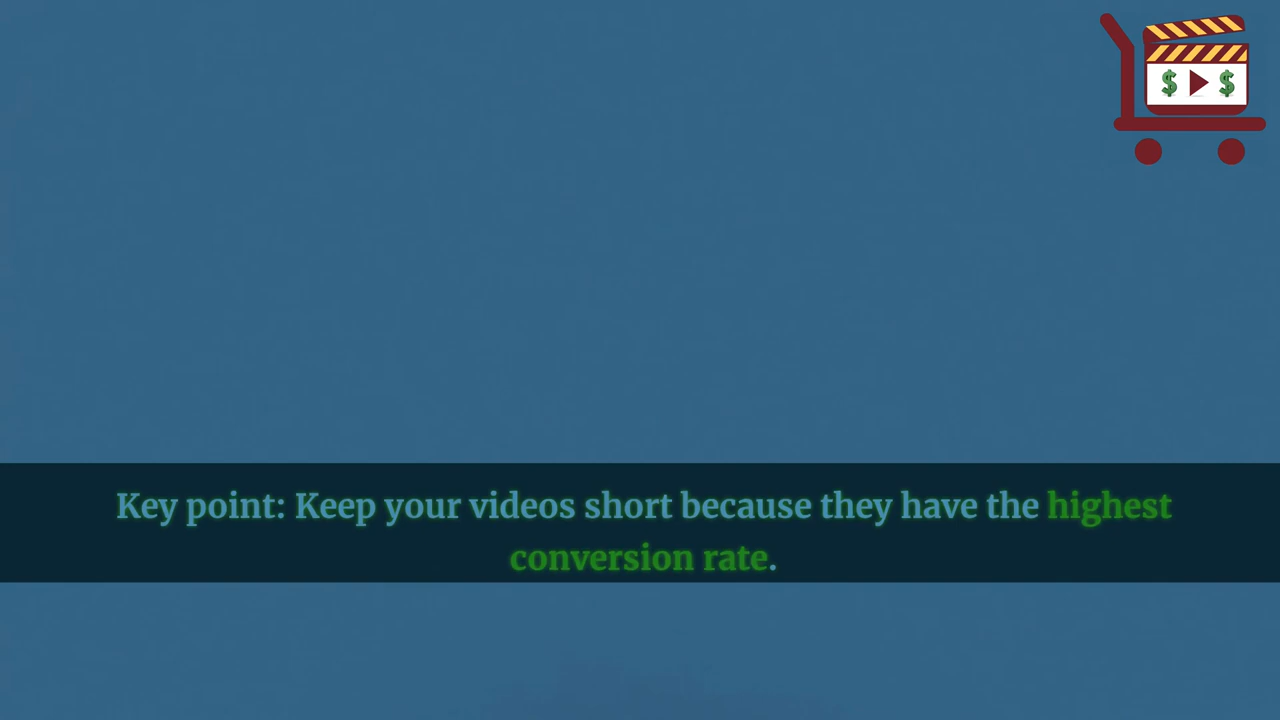 $ $
Key point: Keep your videos short because they have the highest
conversion rate.